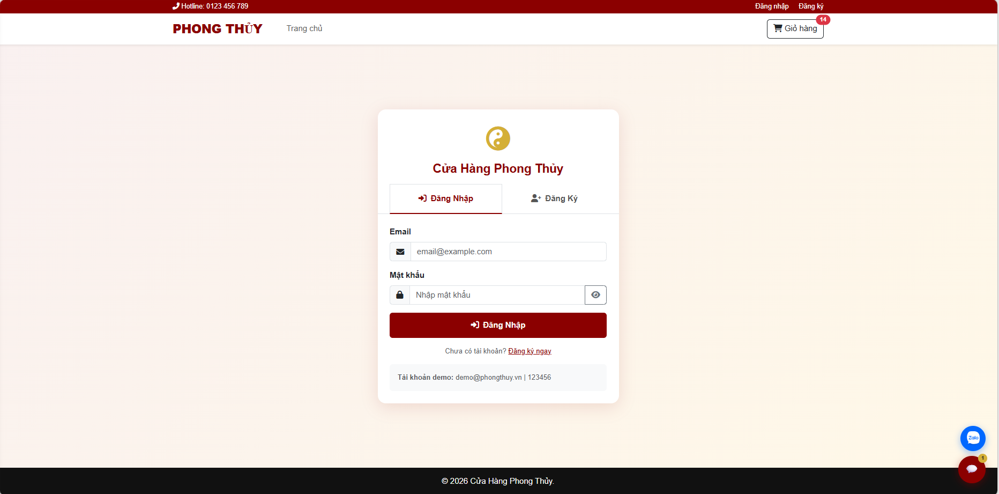 Hotline: 0123 456 789
Đăng nhập Đăng ký
PHONG THỦY
Trang chủ
Giỏ hàng
14
Cửa Hàng Phong Thủy
Đăng Nhập
Đăng Ký
Email
email@example.com
Mật khẩu
Nhập mật khẩu
Đăng Nhập
Chưa có tài khoản? Đăng ký ngay
Tài khoản demo: demo@phongthuy.vn | 123456
Zalo
1
© 2026 Cửa Hàng Phong Thủy.